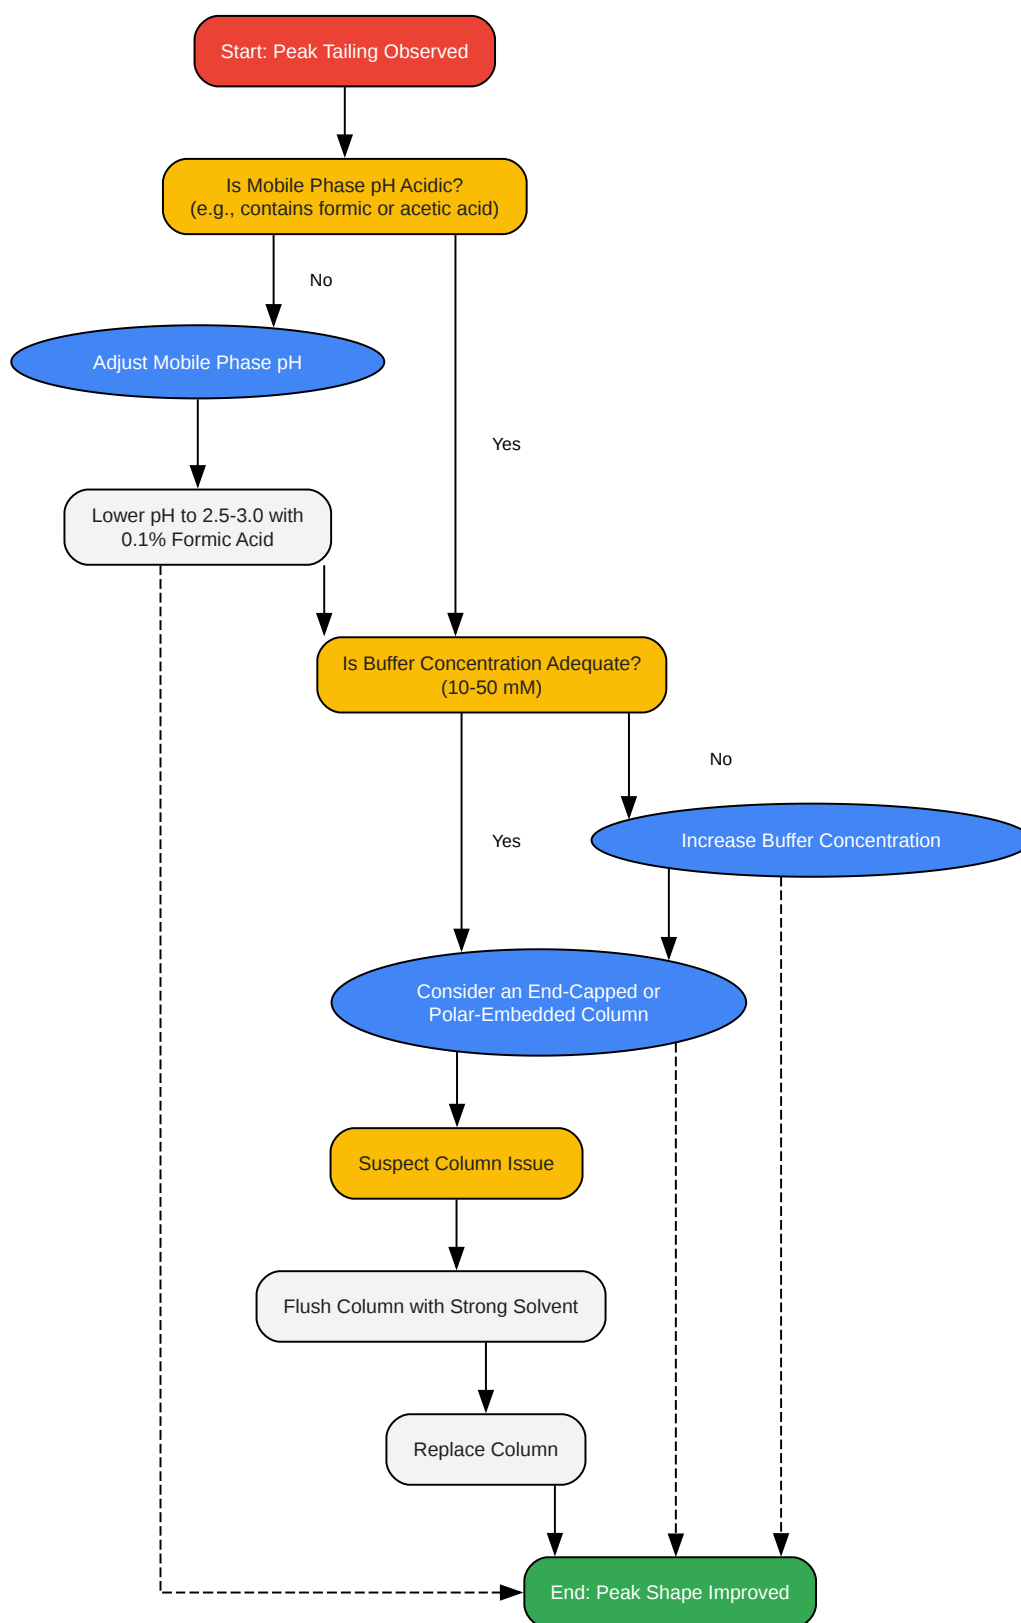 Start: Peak Tailing Observed
Is Mobile Phase pH Acidic?
(e.g., contains formic or acetic acid)
No
Adjust Mobile Phase pH
Yes
Lower pH to 2.5-3.0 with
0.1% Formic Acid
Is Buffer Concentration Adequate?
(10-50 mM)
No
Yes
Increase Buffer Concentration
Consider an End-Capped or
Polar-Embedded Column
Suspect Column Issue
Flush Column with Strong Solvent
Replace Column
End: Peak Shape Improved